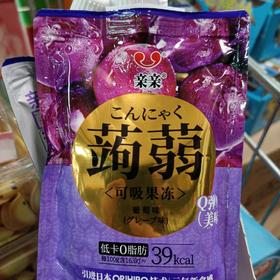 亲亲
こんにゃく
蒟蒻
<可吸果冻>
葡萄味
(グレープ味)
低卡0脂肪
39kcal
Q弹
美
引进日本ORIHIRO技术